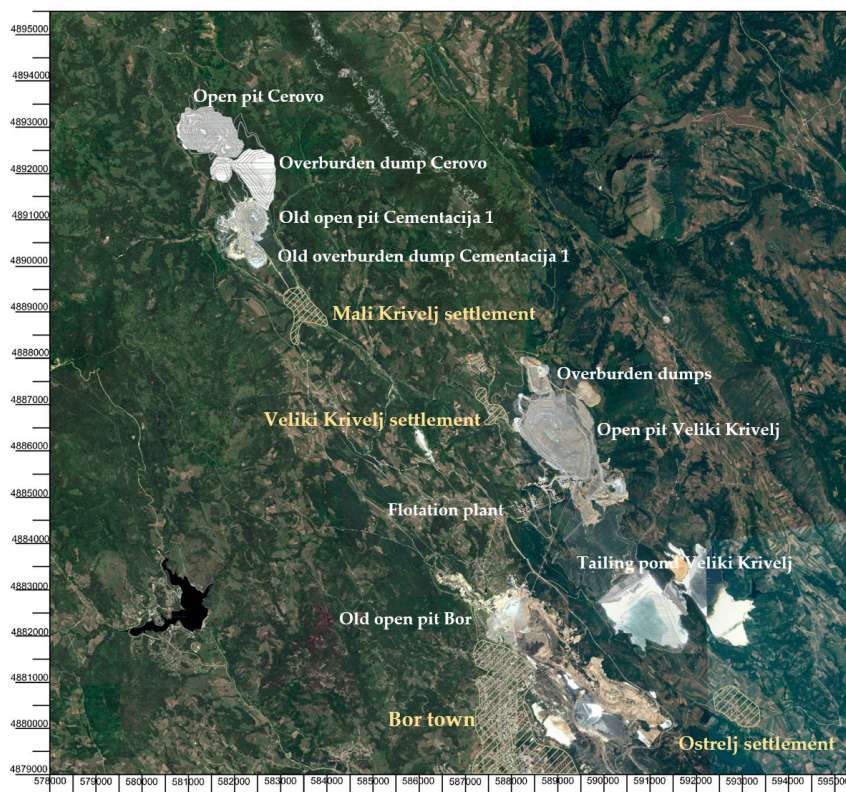 4895000
4894000
Open pit Cerovo
4893000
Overburden dump Cerovo
4892000
Old open pit Cementacija 1
4891000
Old overburden dump Cementacija 1
4890000
4889000
Mali Krivelj settlement
4888000
Overburden dumps
4887000
Veliki Krivelj settlement
Open pit Veliki Krivelj
4886000
4885000
Flotation plant
4884000
Tailing pond Veliki Krivelj
4883000
Old open pit Bor
4882000
4881000
Bor town
4880000
Ostrelj settlement
4879000
578000 579000 580000 581000 582000 583000 584000 585000 586000 587000 588000 589000 590000 591000 592000 593000 594000 595000